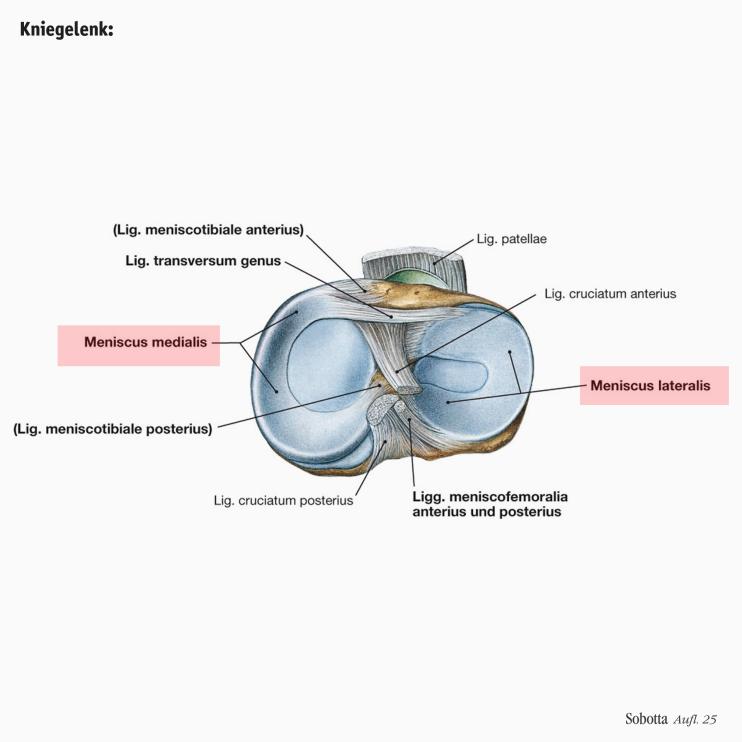 Kniegelenk:
(Lig. meniscotibiale anterius)
Lig. patellae
Lig. transversum genus
Lig. cruciatum anterius
Meniscus medialis
Meniscus lateralis
(Lig. meniscotibiale posterius)
Lig. cruciatum posterius
Ligg. meniscofemoralia
anterius und posterius
Sobotta Aufl. 25